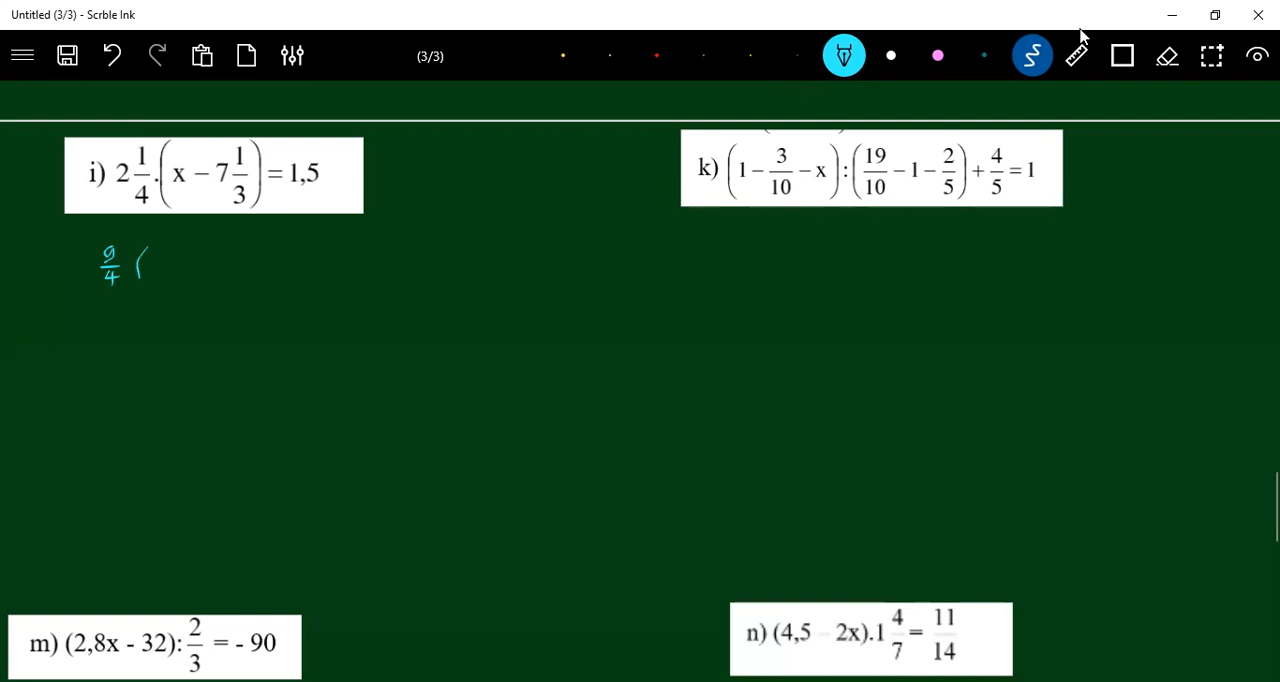 Untitled (3/3) - Scrble Ink
(3/3)
i) 2 1/4 . (x − 7 1/3) = 1,5
k) (1 − 3/10 − x) : (19/10 − 1 − 2/5) + 4/5 = 1
9/4 (
m) (2,8x - 32): 2/3 = - 90
n) (4,5 − 2x).1 4/7 = 11/14